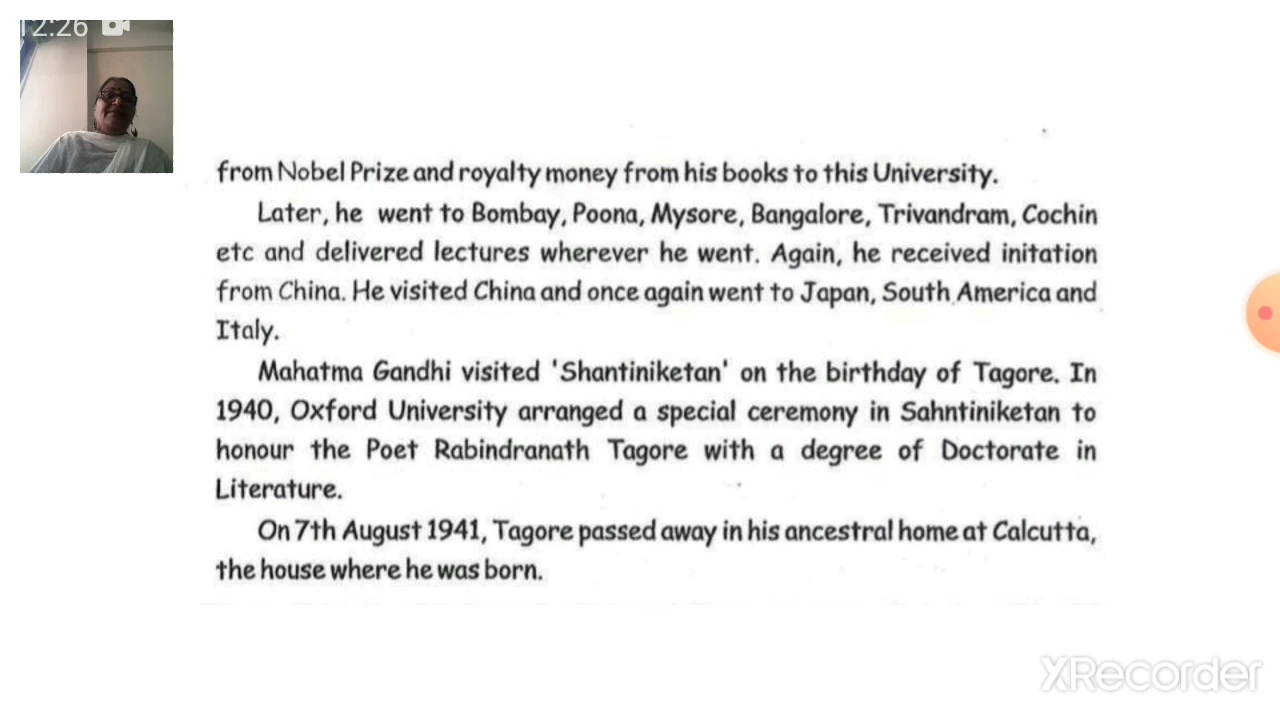 12:26
from Nobel Prize and royalty money from his books to this University.
Later, he went to Bombay, Poona, Mysore, Bangalore, Trivandram, Cochin
etc and delivered lectures wherever he went. Again, he received initation
from China. He visited China and once again went to Japan, South America and
Italy.
Mahatma Gandhi visited 'Shantiniketan' on the birthday of Tagore. In
1940, Oxford University arranged a special ceremony in Sahntiniketan to
honour the Poet Rabindranath Tagore with a degree of Doctorate in
Literature.
On 7th August 1941, Tagore passed away in his ancestral home at Calcutta,
the house where he was born.
XRecorder